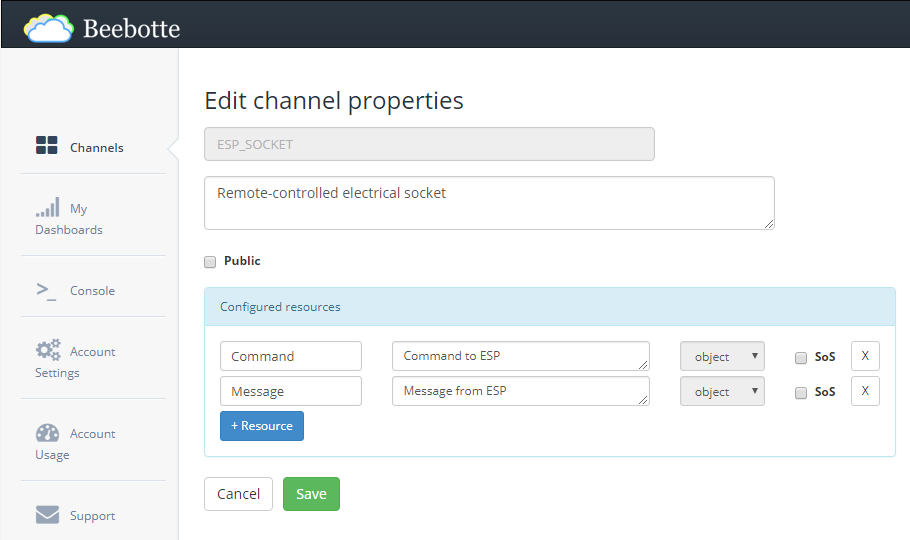 Beebotte
Edit channel properties
ESP_SOCKET
Remote-controlled electrical socket
Public
Configured resources
Command Command to ESP object SoS X
Message Message from ESP object SoS X
+ Resource
Cancel Save
Channels
My
Dashboards
Console
Account
Settings
Account
Usage
Support